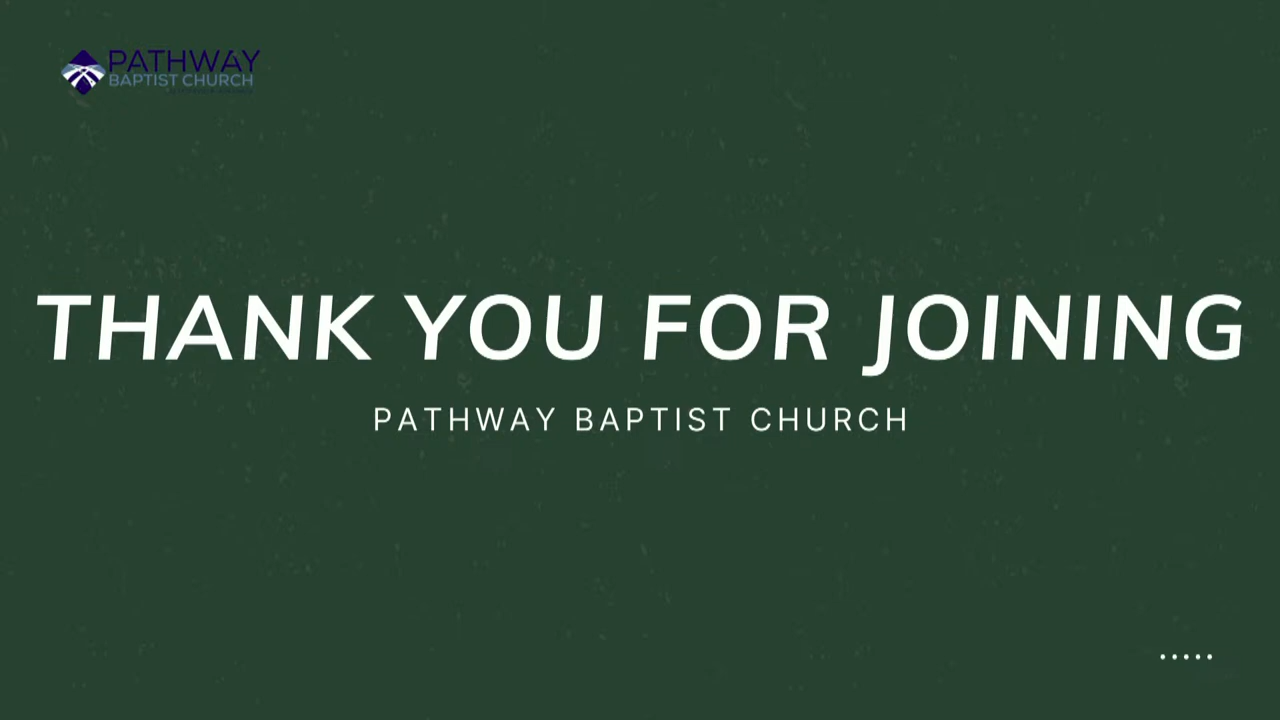 PATHWAY
BAPTIST CHURCH
THANK YOU FOR JOINING
PATHWAY BAPTIST CHURCH